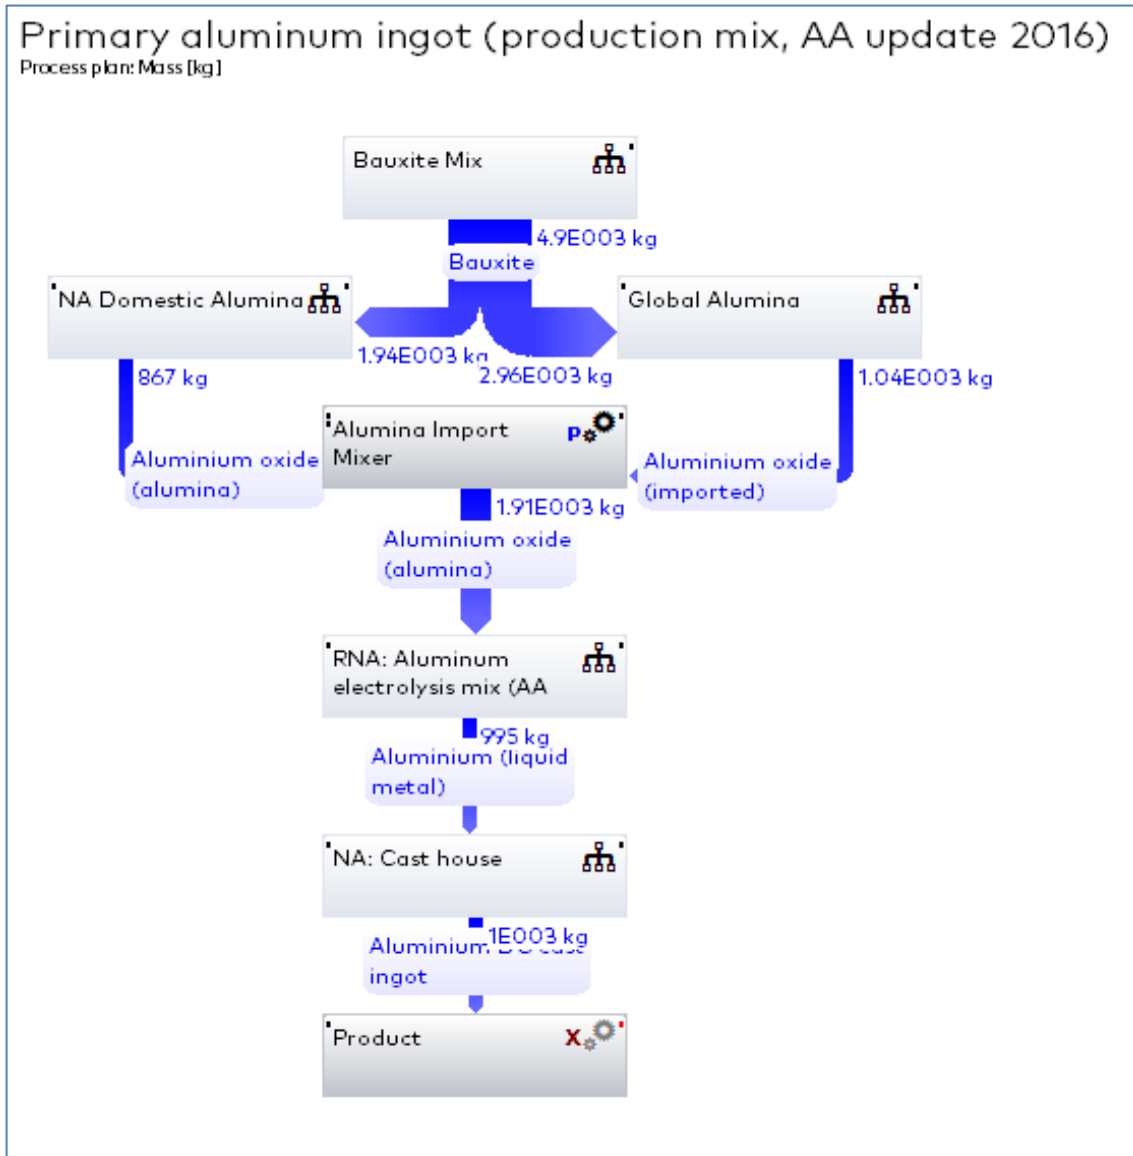 Primary aluminum ingot (production mix, AA update 2016)
Process plan: Mass [kg]
Bauxite Mix
4.9E003 kg
Bauxite
NA Domestic Alumina
Global Alumina
1.94E003 kg
2.96E003 kg
867 kg
1.04E003 kg
Alumina Import
Mixer
p
Aluminium oxide
(alumina)
Aluminium oxide
(imported)
1.91E003 kg
Aluminium oxide
(alumina)
RNA: Aluminum
electrolysis mix (AA
995 kg
Aluminium (liquid
metal)
NA: Cast house
1E003 kg
Aluminium
ingot
Product
X